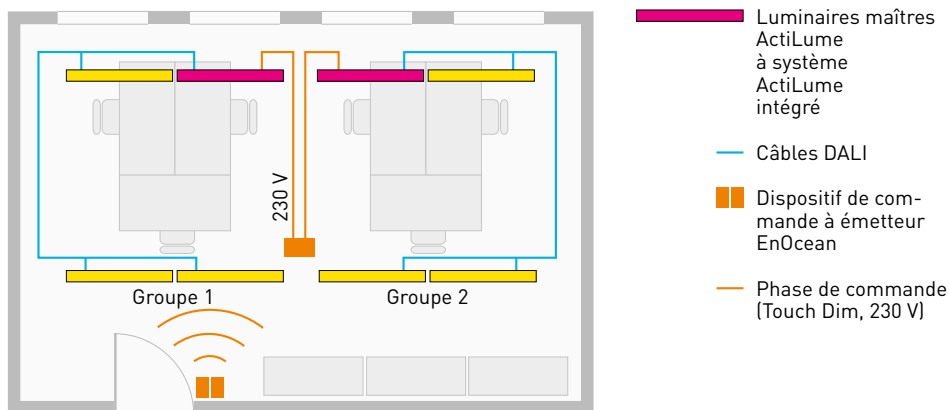 230 V
Groupe 1
Groupe 2
Luminaires maîtres
ActiLume
à système
ActiLume
intégré
Câbles DALI
Dispositif de com-
mande à émetteur
EnOcean
Phase de commande
(Touch Dim, 230 V)